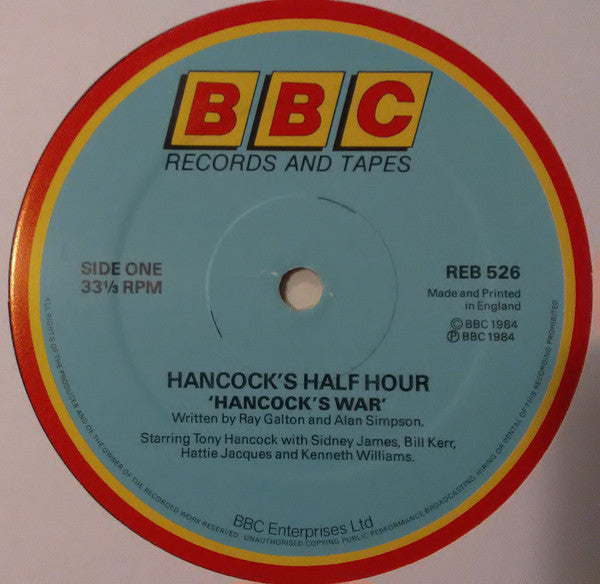 BBC
RECORDS AND TAPES
SIDE ONE
33⅓ RPM
REB 526
Made and Printed
in England
© BBC 1984
℗ BBC 1984
HANCOCK'S HALF HOUR
'HANCOCK'S WAR'
Written by Ray Galton and Alan Simpson.
Starring Tony Hancock with Sidney James, Bill Kerr,
Hattie Jacques and Kenneth Williams.
BBC Enterprises Ltd
ALL RIGHTS OF THE PRODUCER AND OF THE OWNER OF THE RECORDED WORK RESERVED UNAUTHORISED COPYING PUBLIC PERFORMANCE BROADCASTING, HIRING OR RENTAL OF THIS RECORDING PROHIBITED